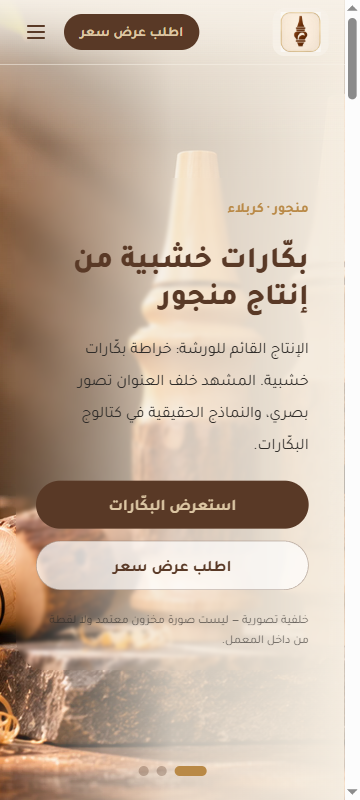 اطلب عرض سعر
منجور · كربلاء
بكّارات خشبية من
إنتاج منجور
الإنتاج القائم للورشة: خراطة بكّارات
خشبية. المشهد خلف العنوان تصور
بصري، والنماذج الحقيقية في كتالوج
البكّارات.
استعرض البكّارات
اطلب عرض سعر
خلفية تصورية — ليست صورة مخزون معتمد ولا لقطة
من داخل المعمل.